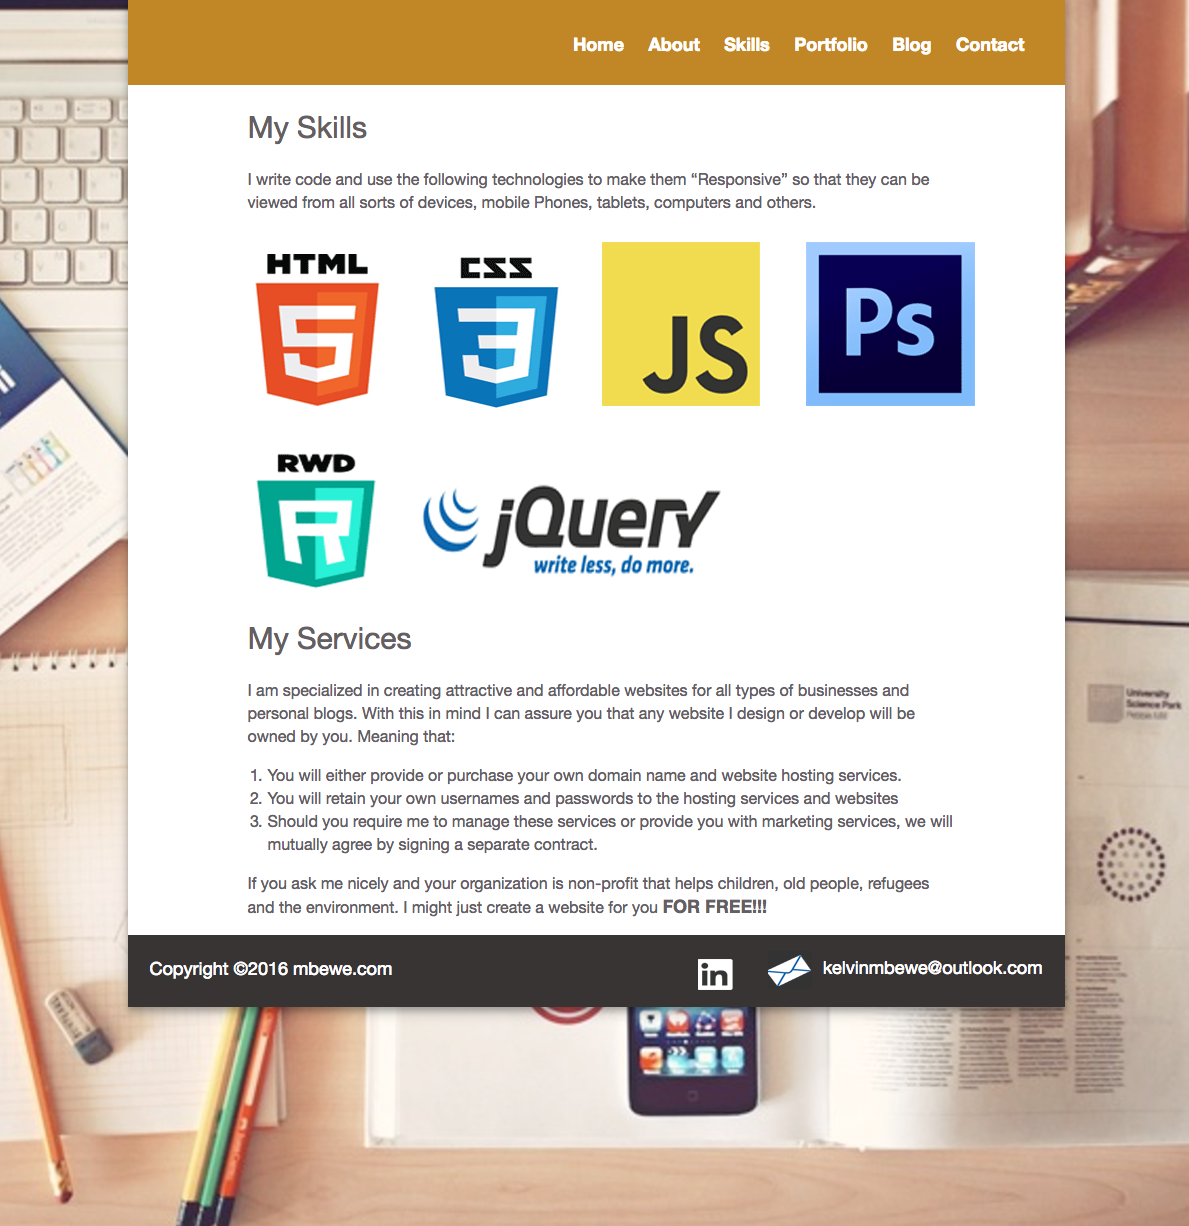 Home About Skills Portfolio Blog Contact
My Skills
I write code and use the following technologies to make them “Responsive” so that they can be
viewed from all sorts of devices, mobile Phones, tablets, computers and others.
HTML CSS
5 3 JS Ps
RWD
R jQuery
write less, do more.
My Services
I am specialized in creating attractive and affordable websites for all types of businesses and
personal blogs. With this in mind I can assure you that any website I design or develop will be
owned by you. Meaning that:
1. You will either provide or purchase your own domain name and website hosting services.
2. You will retain your own usernames and passwords to the hosting services and websites
3. Should you require me to manage these services or provide you with marketing services, we will
mutually agree by signing a separate contract.
If you ask me nicely and your organization is non-profit that helps children, old people, refugees
and the environment. I might just create a website for you FOR FREE!!!
Copyright ©2016 mbewe.com in kelvinmbewe@outlook.com
University
Science Park